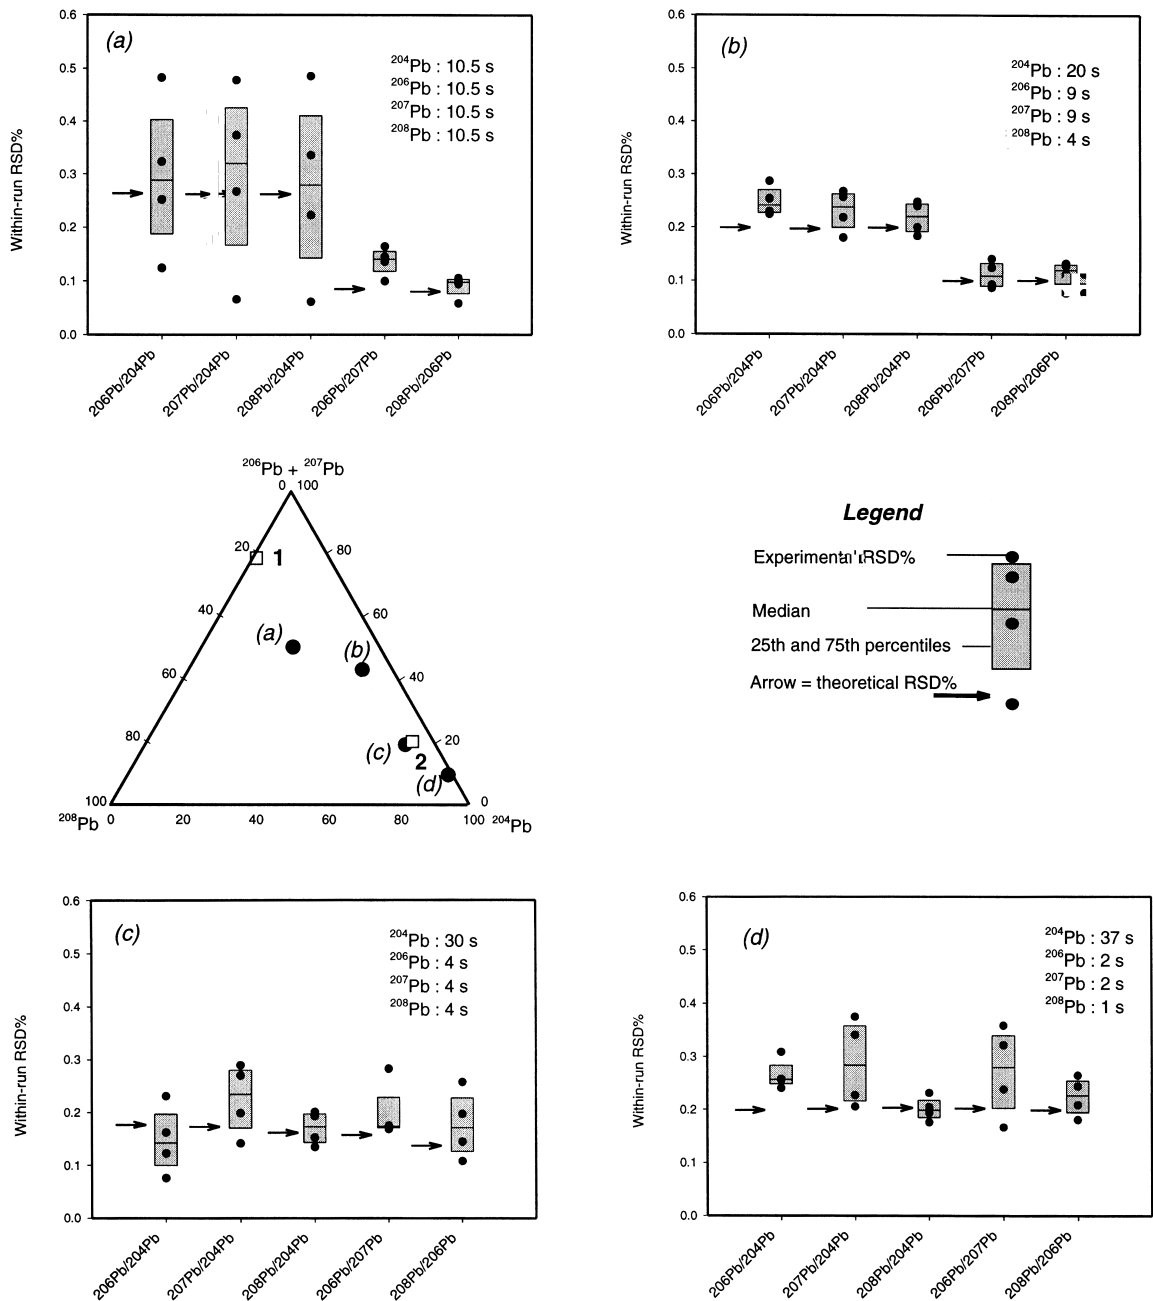 (a)
²⁰⁴Pb : 10.5 s
²⁰⁶Pb : 10.5 s
²⁰⁷Pb : 10.5 s
²⁰⁸Pb : 10.5 s
Within-run RSD%
0.6
0.5
0.4
0.3
0.2
0.1
0.0
206Pb/204Pb
207Pb/204Pb
208Pb/204Pb
206Pb/207Pb
208Pb/206Pb
(b)
²⁰⁴Pb : 20 s
²⁰⁶Pb : 9 s
²⁰⁷Pb : 9 s
²⁰⁸Pb : 4 s
Within-run RSD%
0.6
0.5
0.4
0.3
0.2
0.1
0.0
206Pb/204Pb
207Pb/204Pb
208Pb/204Pb
206Pb/207Pb
208Pb/206Pb
²⁰⁶Pb + ²⁰⁷Pb
0 100
20 1 80
40 60
(a)
(b)
60 40
80 20
(c)
2
(d)
100 0
²⁰⁸Pb 0 20 40 60 80 100 ²⁰⁴Pb
Legend
Experimental RSD%
Median
25th and 75th percentiles
Arrow = theoretical RSD%
(c)
²⁰⁴Pb : 30 s
²⁰⁶Pb : 4 s
²⁰⁷Pb : 4 s
²⁰⁸Pb : 4 s
Within-run RSD%
0.6
0.5
0.4
0.3
0.2
0.1
0.0
206Pb/204Pb
207Pb/204Pb
208Pb/204Pb
206Pb/207Pb
208Pb/206Pb
(d)
²⁰⁴Pb : 37 s
²⁰⁶Pb : 2 s
²⁰⁷Pb : 2 s
²⁰⁸Pb : 1 s
Within-run RSD%
0.6
0.5
0.4
0.3
0.2
0.1
0.0
206Pb/204Pb
207Pb/204Pb
208Pb/204Pb
206Pb/207Pb
208Pb/206Pb